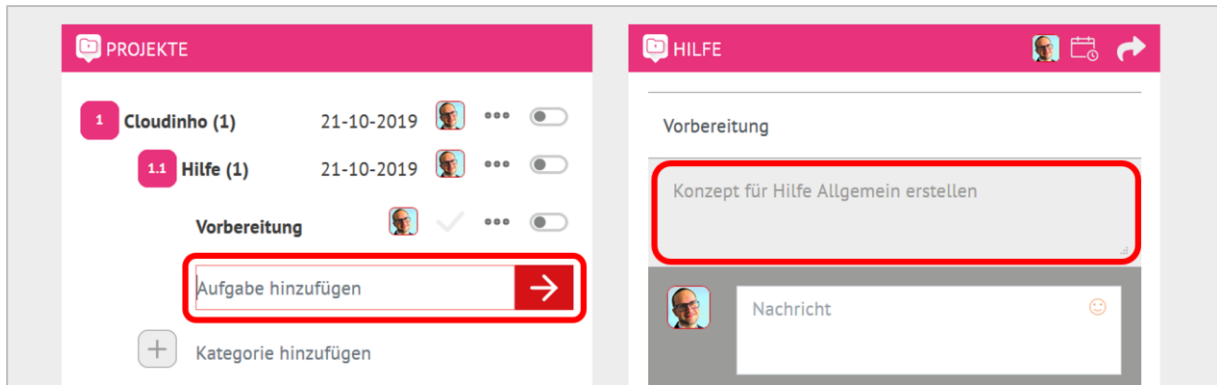 PROJEKTE
1 Cloudinho (1) 21-10-2019
1.1 Hilfe (1) 21-10-2019
Vorbereitung
Aufgabe hinzufügen
Kategorie hinzufügen
HILFE
Vorbereitung
Konzept für Hilfe Allgemein erstellen
Nachricht